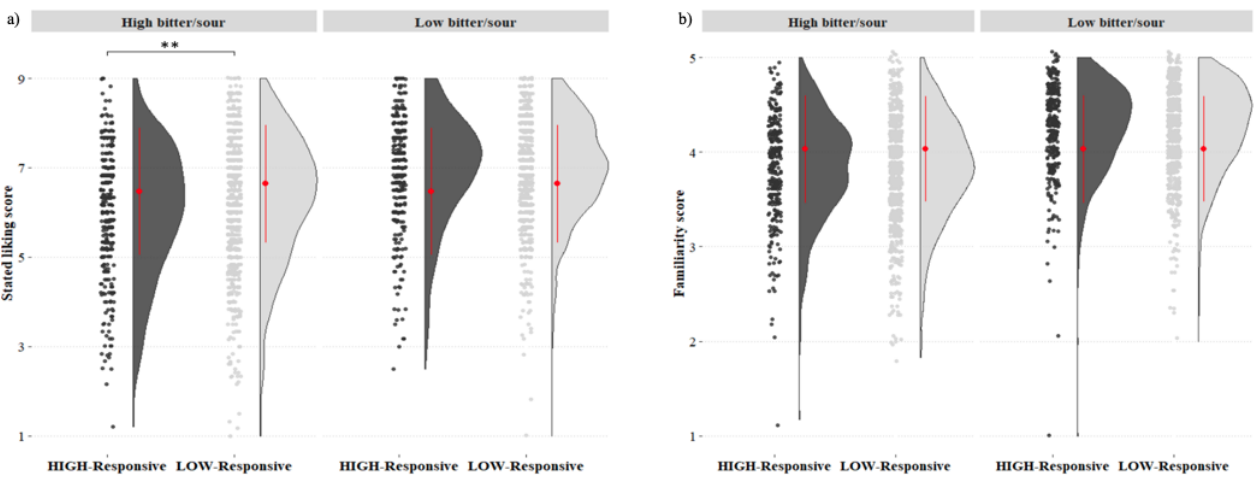 a)
High bitter/sour
Low bitter/sour
**
Stated liking score
9
7
5
3
1
HIGH-Responsive
LOW-Responsive
HIGH-Responsive
LOW-Responsive
b)
High bitter/sour
Low bitter/sour
Familiarity score
5
4
3
2
1
HIGH-Responsive
LOW-Responsive
HIGH-Responsive
LOW-Responsive